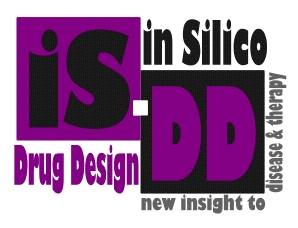 iS
in Silico
DD
Drug Design
new insight to
disease & therapy